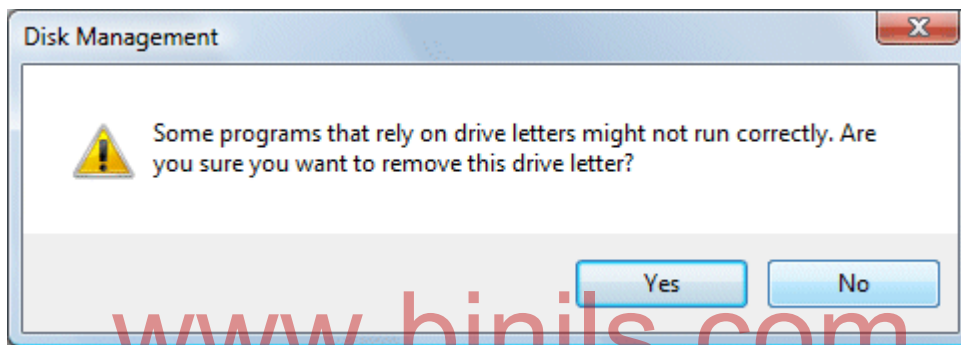 Disk Management
Some programs that rely on drive letters might not run correctly. Are
you sure you want to remove this drive letter?
Yes
No
www.binils.com